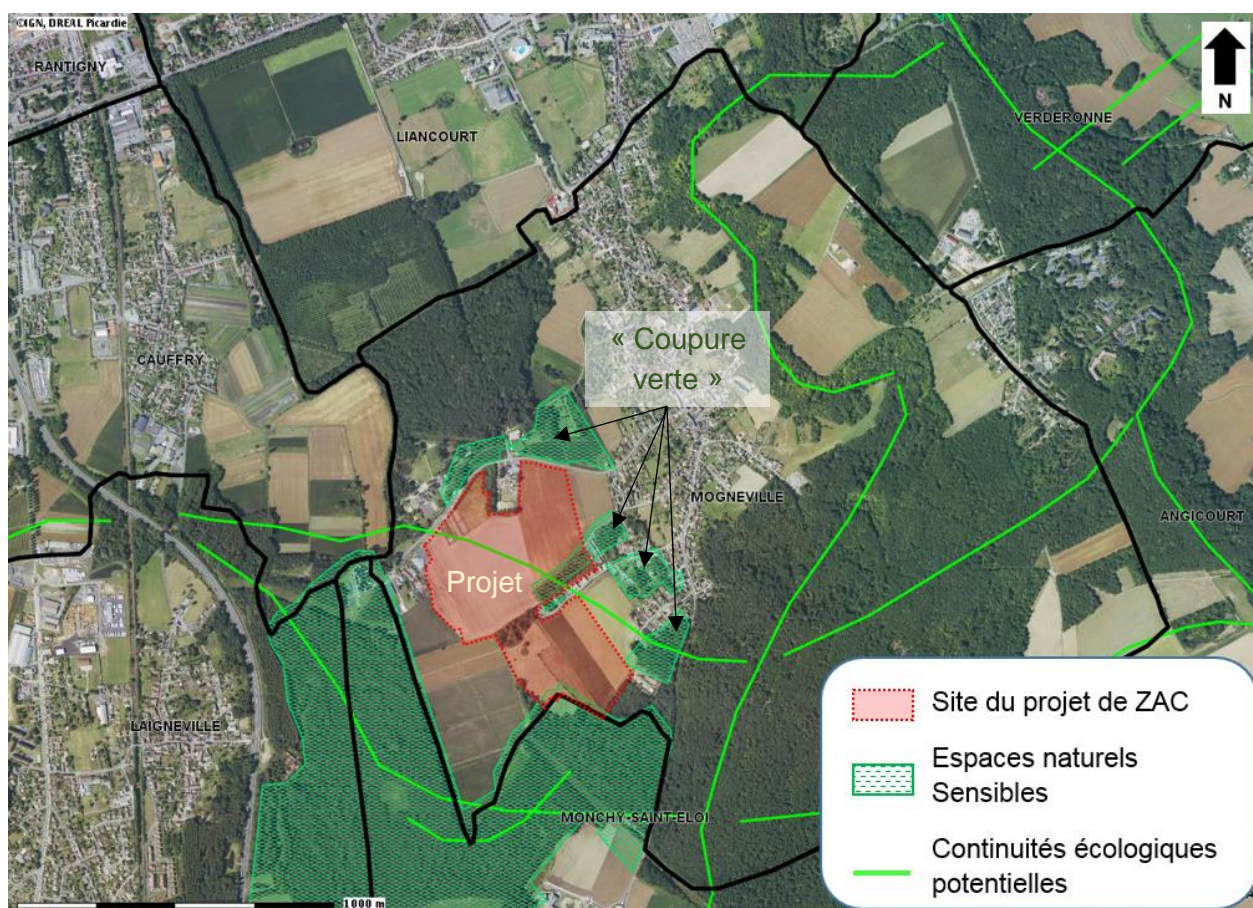 ©IGN, DREAL Picardie
RANTIGNY
N
VERDERONNE
LIANCOURT
« Coupure
verte »
CAUFFRY
MOGNEVILLE
ANGICOURT
Projet
LAIGNEVILLE
MONCHY-SAINT-ELOI
Site du projet de ZAC
Espaces naturels
Sensibles
Continuités écologiques
potentielles
1000 m